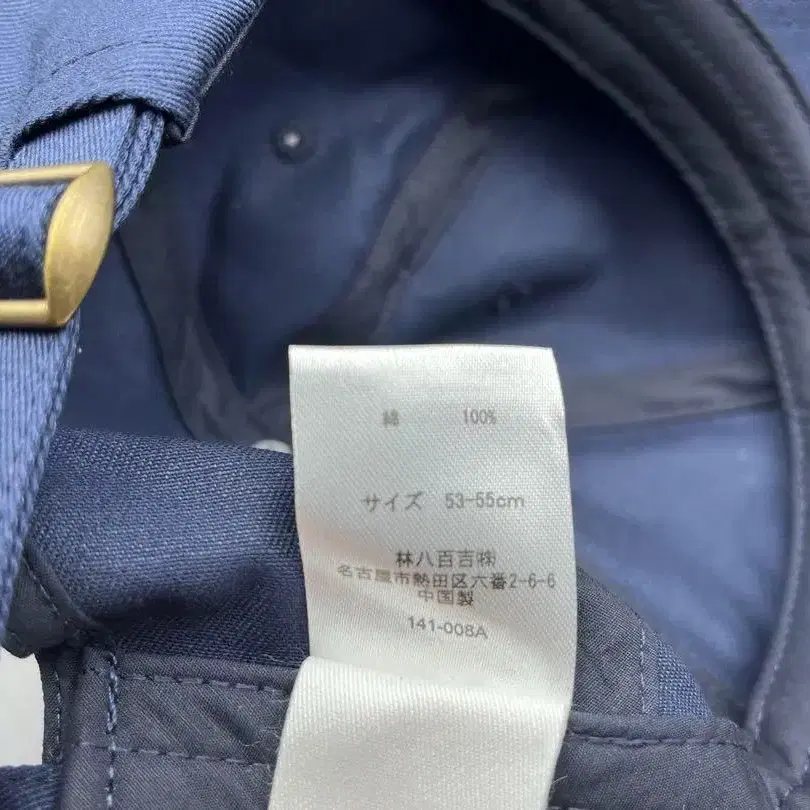 綿 100%
サイズ 53-55cm
林八百吉㈱
名古屋市熱田区六番2-6-6
中国製
141-008A